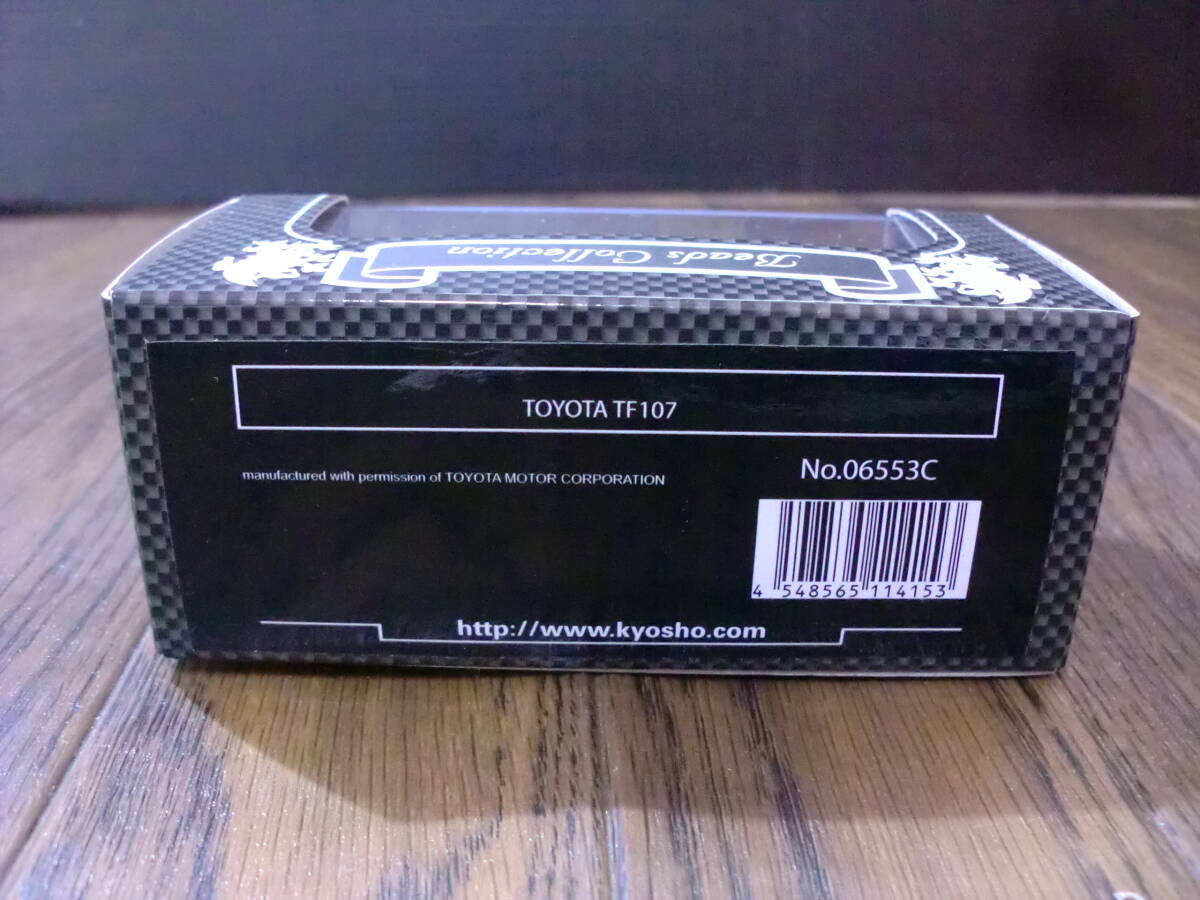 Beads Collection
TOYOTA TF107
manufactured with permission of TOYOTA MOTOR CORPORATION
No.06553C
4 548565 114153
http://www.kyosho.com